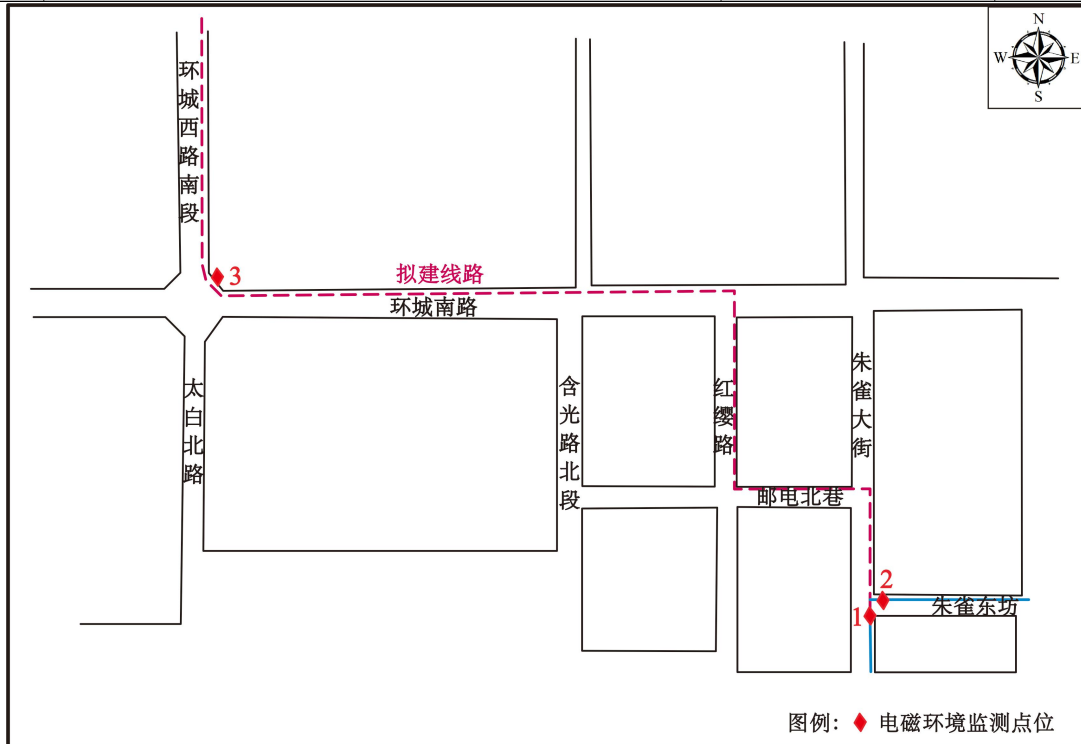 N
W
E
S
环城西路南段
3
拟建线路
环城南路
太白北路
含光路北段
红缨路
朱雀大街
邮电北巷
2
1
朱雀东坊
图例: 电磁环境监测点位